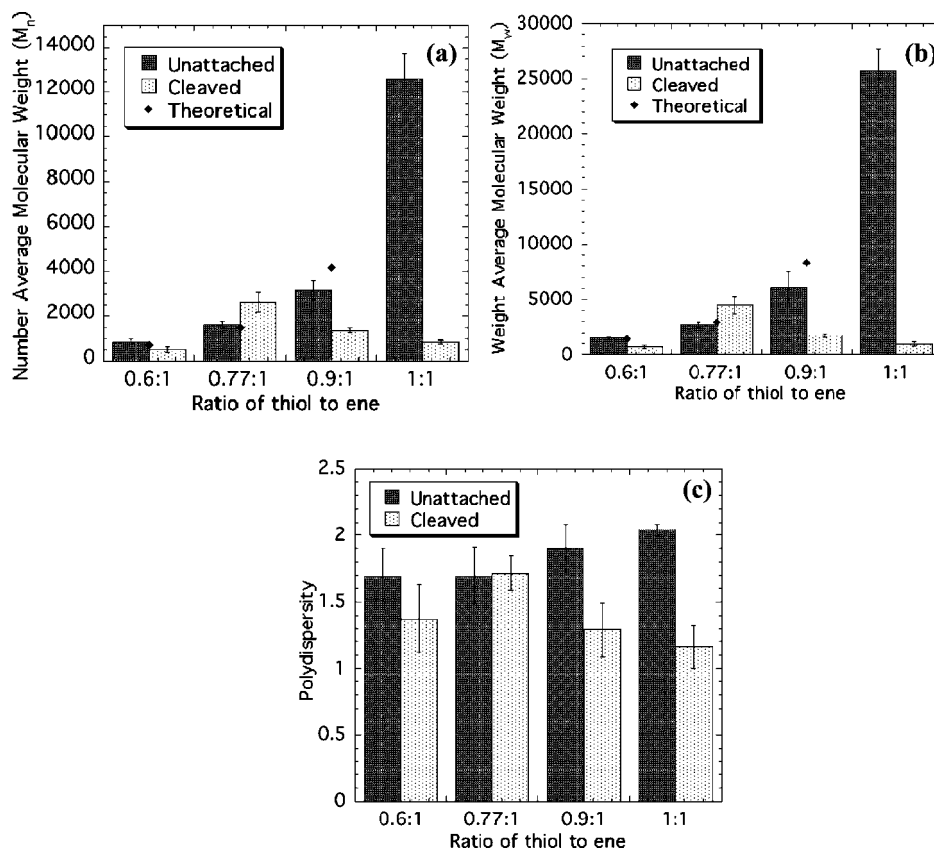 (a)
Number Average Molecular Weight (Mn)
14000
12000
10000
8000
6000
4000
2000
0
Unattached
Cleaved
Theoretical
0.6:1 0.77:1 0.9:1 1:1
Ratio of thiol to ene
(b)
Weight Average Molecular Weight (Mw)
30000
25000
20000
15000
10000
5000
0
Unattached
Cleaved
Theoretical
0.6:1 0.77:1 0.9:1 1:1
Ratio of thiol to ene
(c)
Polydispersity
2.5
2
1.5
1
0.5
0
Unattached
Cleaved
0.6:1 0.77:1 0.9:1 1:1
Ratio of thiol to ene